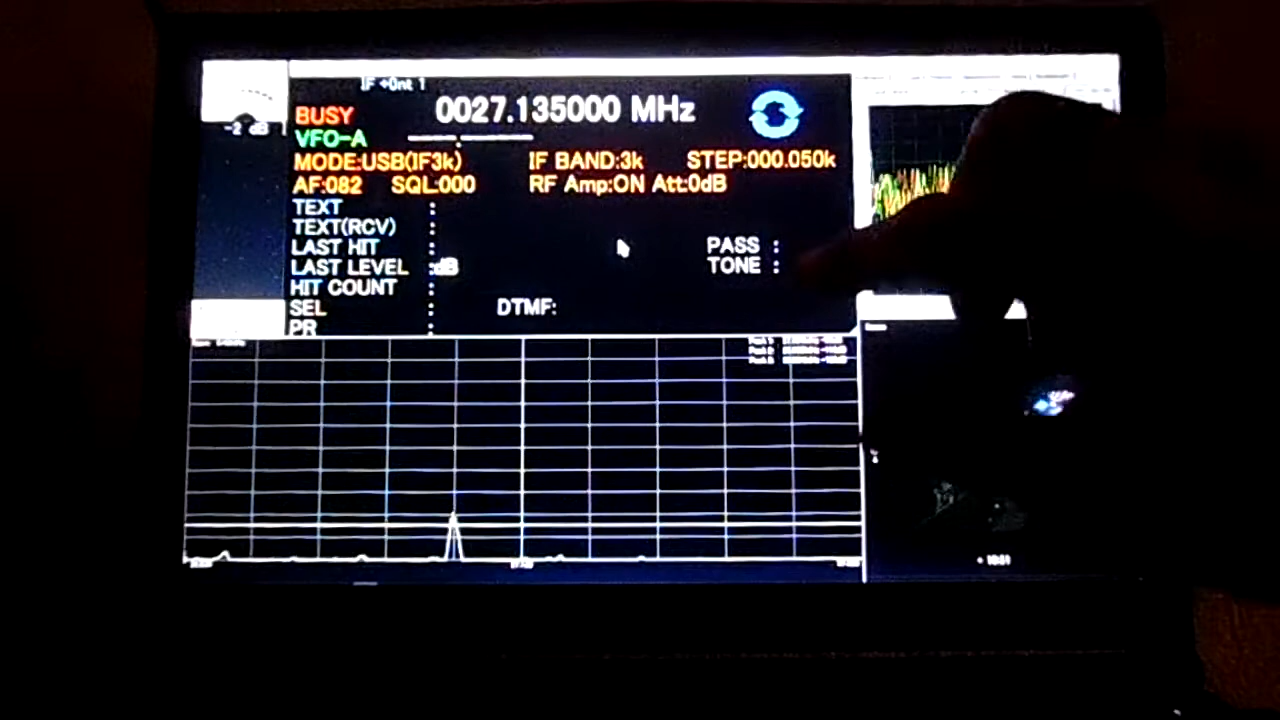 IF +Ont 1
BUSY 0027.135000 MHz
-2 dB
VFO-A
MODE:USB(IF3k) IF BAND:3k STEP:000.050k
AF:082 SQL:000 RF Amp:ON Att:0dB
TEXT :
TEXT(RCV) :
LAST HIT : PASS :
LAST LEVEL :dB TONE :
HIT COUNT :
SEL : DTMF:
PR :